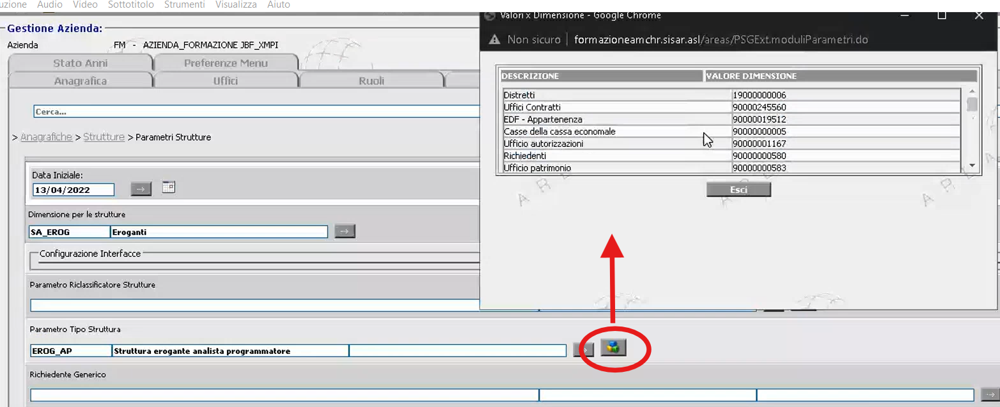 Audio Video Sottotitolo Strumenti Visualizza Aiuto
Gestione Azienda:
Azienda FM - AZIENDA_FORMAZIONE JBF_XMPI
Stato Anni Preferenze Menu
Anagrafica Uffici Ruoli
Cerca...
> Anagrafiche > Strutture > Parametri Strutture
Data Iniziale:
13/04/2022
Dimensione per le strutture
SA_EROG Eroganti
Configurazione Interfacce
Parametro Riclassificatore Strutture
Parametro Tipo Struttura
EROG_AP Struttura erogante analista programmatore
Richiedente Generico
Valori x Dimensione - Google Chrome
Non sicuro formazioneamchr.sisar.asl/areas/PSGExt.moduliParametri.do
DESCRIZIONE VALORE DIMENSIONE
Distretti 19000000006
Uffici Contratti 90000245560
EDF - Appartenenza 90000019512
Casse della cassa economale 90000000005
Ufficio autorizzazioni 90000001167
Richiedenti 90000000580
Ufficio patrimonio 90000000583
Esci